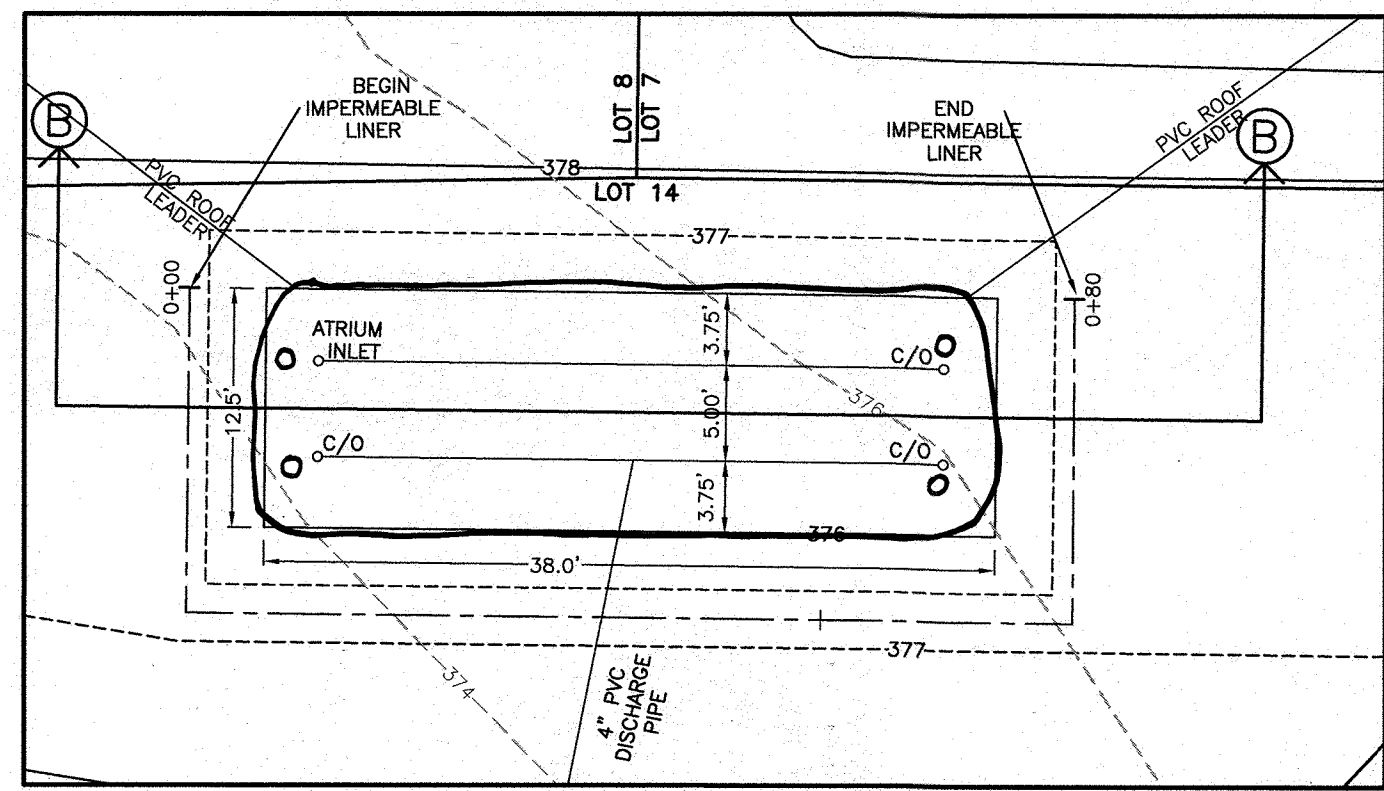 BEGIN
IMPERMEABLE
LINER
LOT 8
LOT 7
END
IMPERMEABLE
LINER
PVC ROOF
LEADER
B
B
PVC ROOF
LEADER
378
LOT 14
377
0+00
0+80
ATRIUM
INLET
3.75'
C/O
12.5'
5.00'
376
C/O
C/O
3.75'
376
38.0'
377
374
4" PVC
DISCHARGE
PIPE